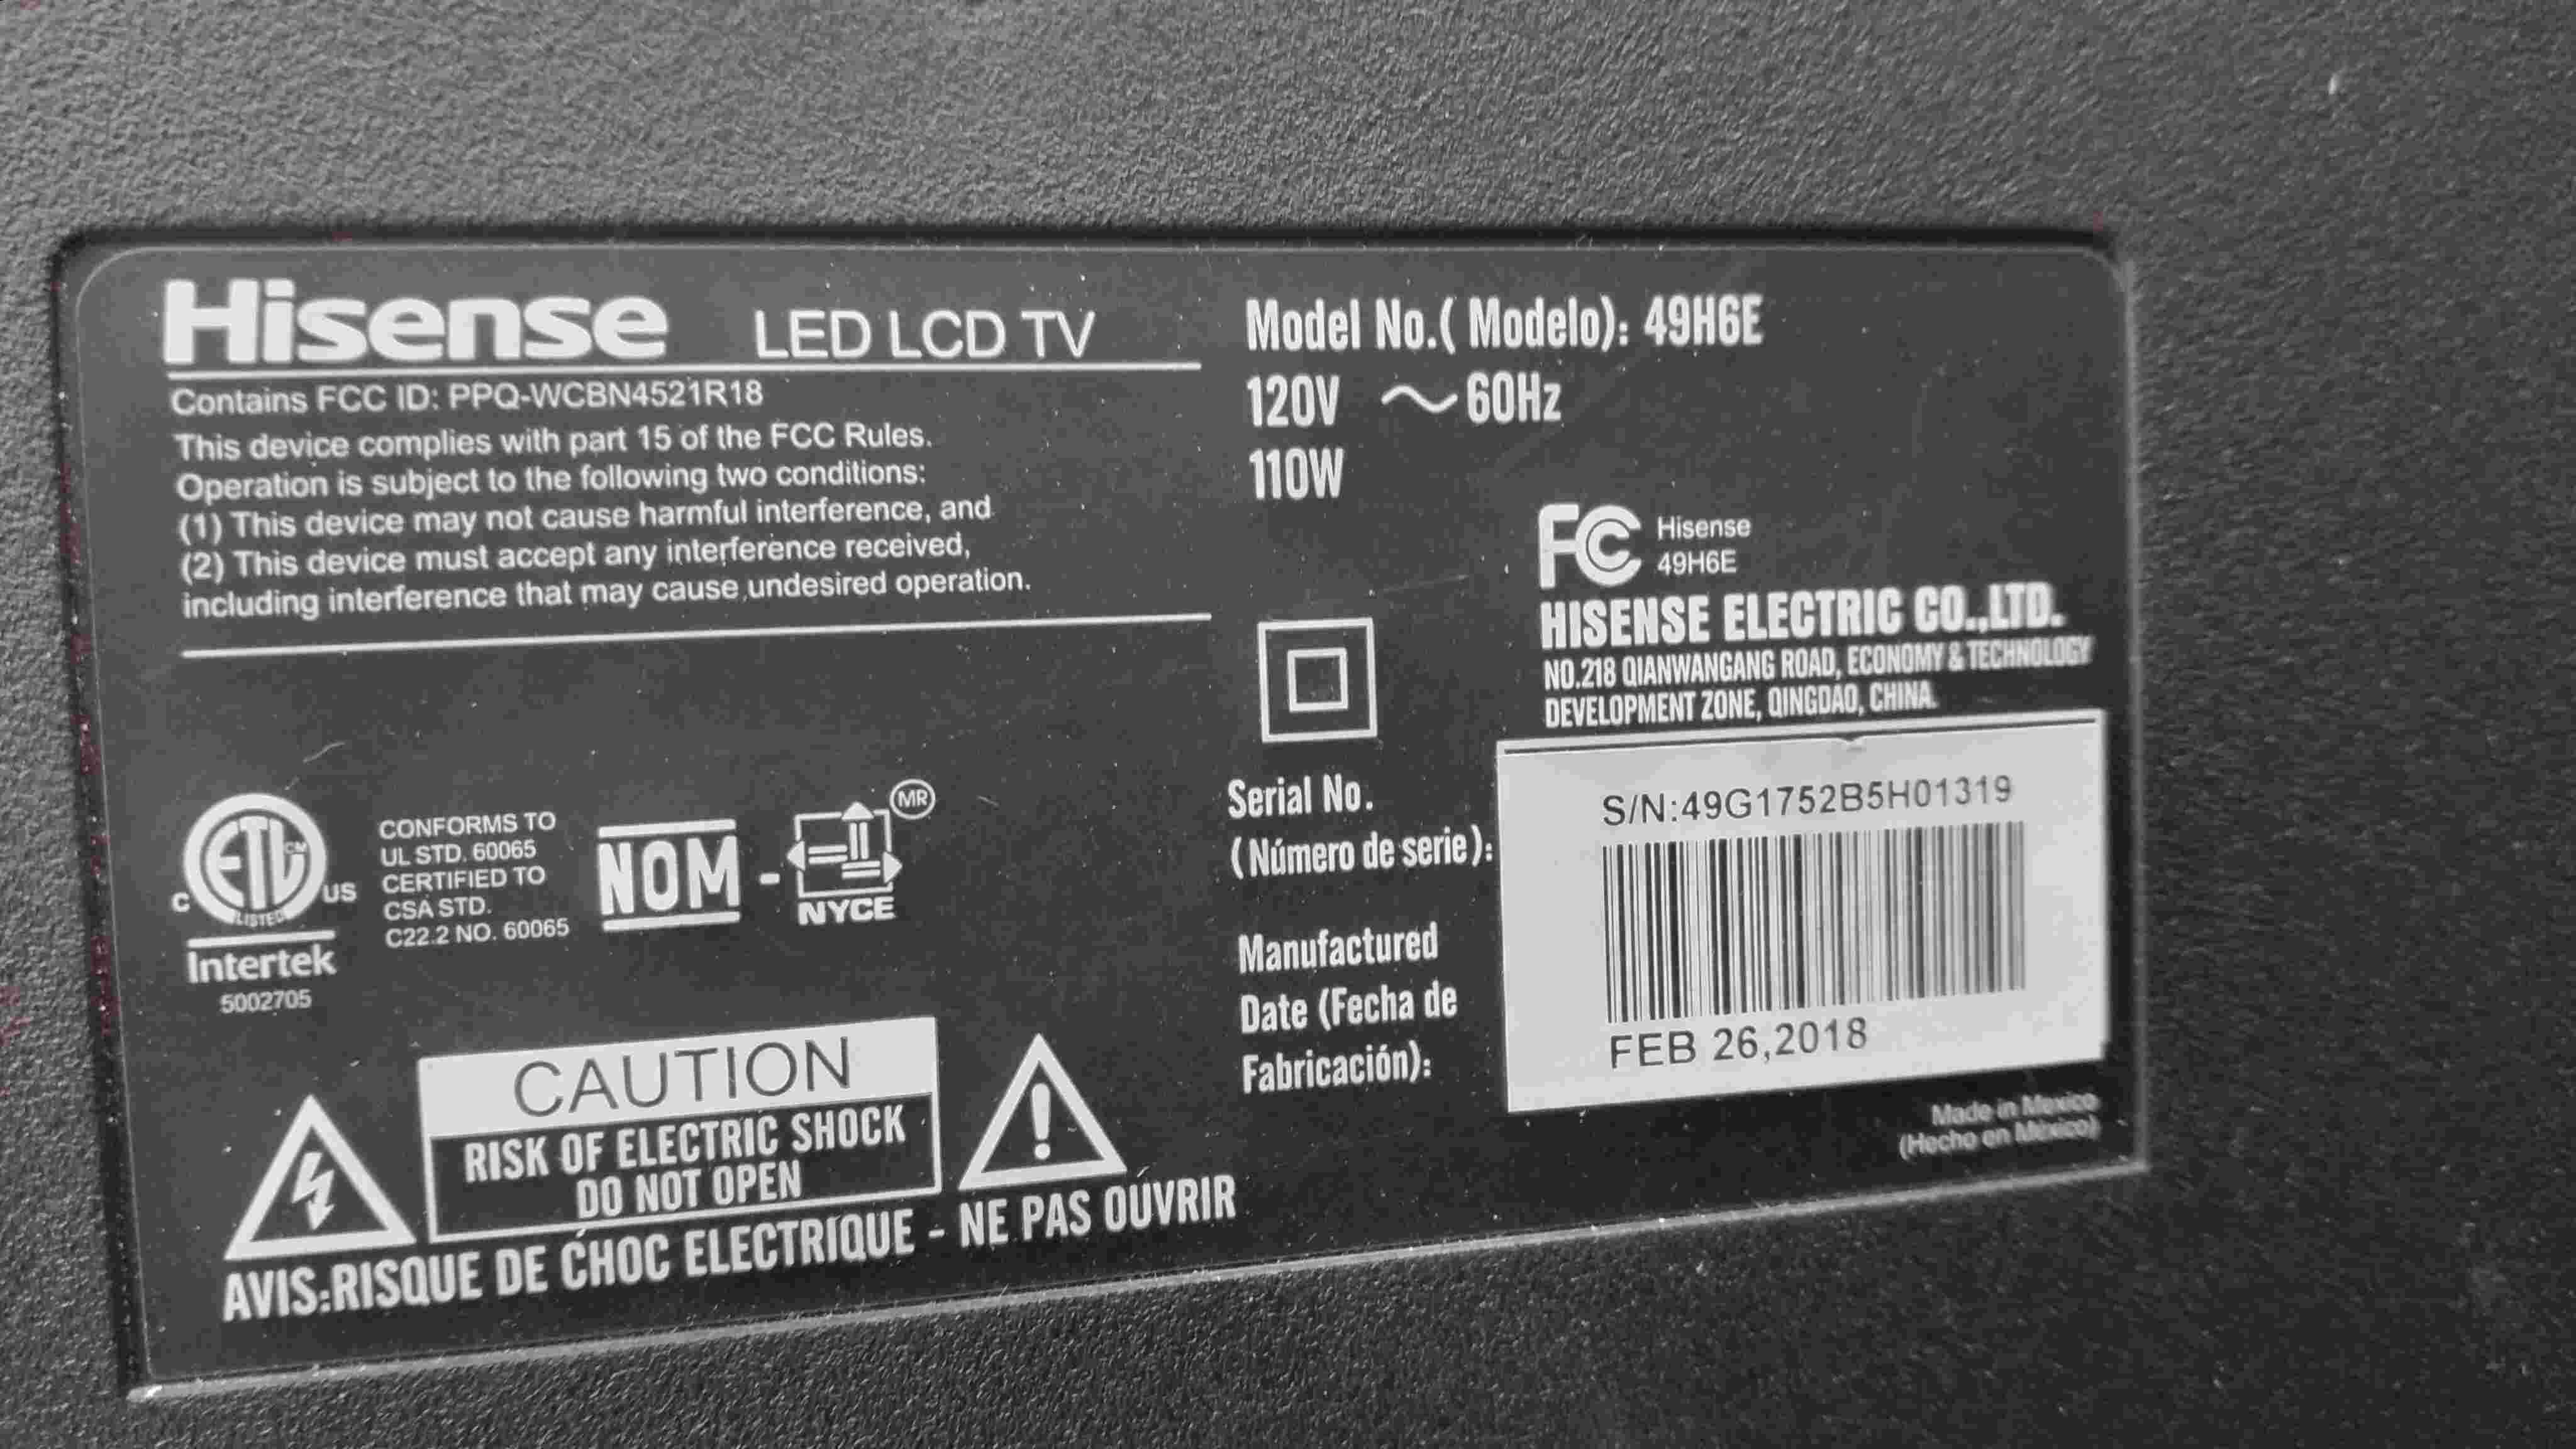 Hisense LED LCD TV
Contains FCC ID: PPQ-WCBN4521R18
This device complies with part 15 of the FCC Rules.
Operation is subject to the following two conditions:
(1) This device may not cause harmful interference, and
(2) This device must accept any interference received,
including interference that may cause undesired operation.
ETL CM
LISTED
C US
Intertek
5002705
CONFORMS TO
UL STD. 60065
CERTIFIED TO
CSA STD.
C22.2 NO. 60065
NOM - NYCE MR
CAUTION
RISK OF ELECTRIC SHOCK
DO NOT OPEN
AVIS:RISQUE DE CHOC ELECTRIQUE - NE PAS OUVRIR
Model No.( Modelo): 49H6E
120V ～ 60Hz
110W
FC Hisense
49H6E
HISENSE ELECTRIC CO.,LTD.
NO.218 QIANWANGANG ROAD, ECONOMY & TECHNOLOGY
DEVELOPMENT ZONE, QINGDAO, CHINA
Serial No.
(Número de serie):
S/N:49G1752B5H01319
Manufactured
Date (Fecha de
Fabricación):
FEB 26,2018
Made in Mexico
(Hecho en México)